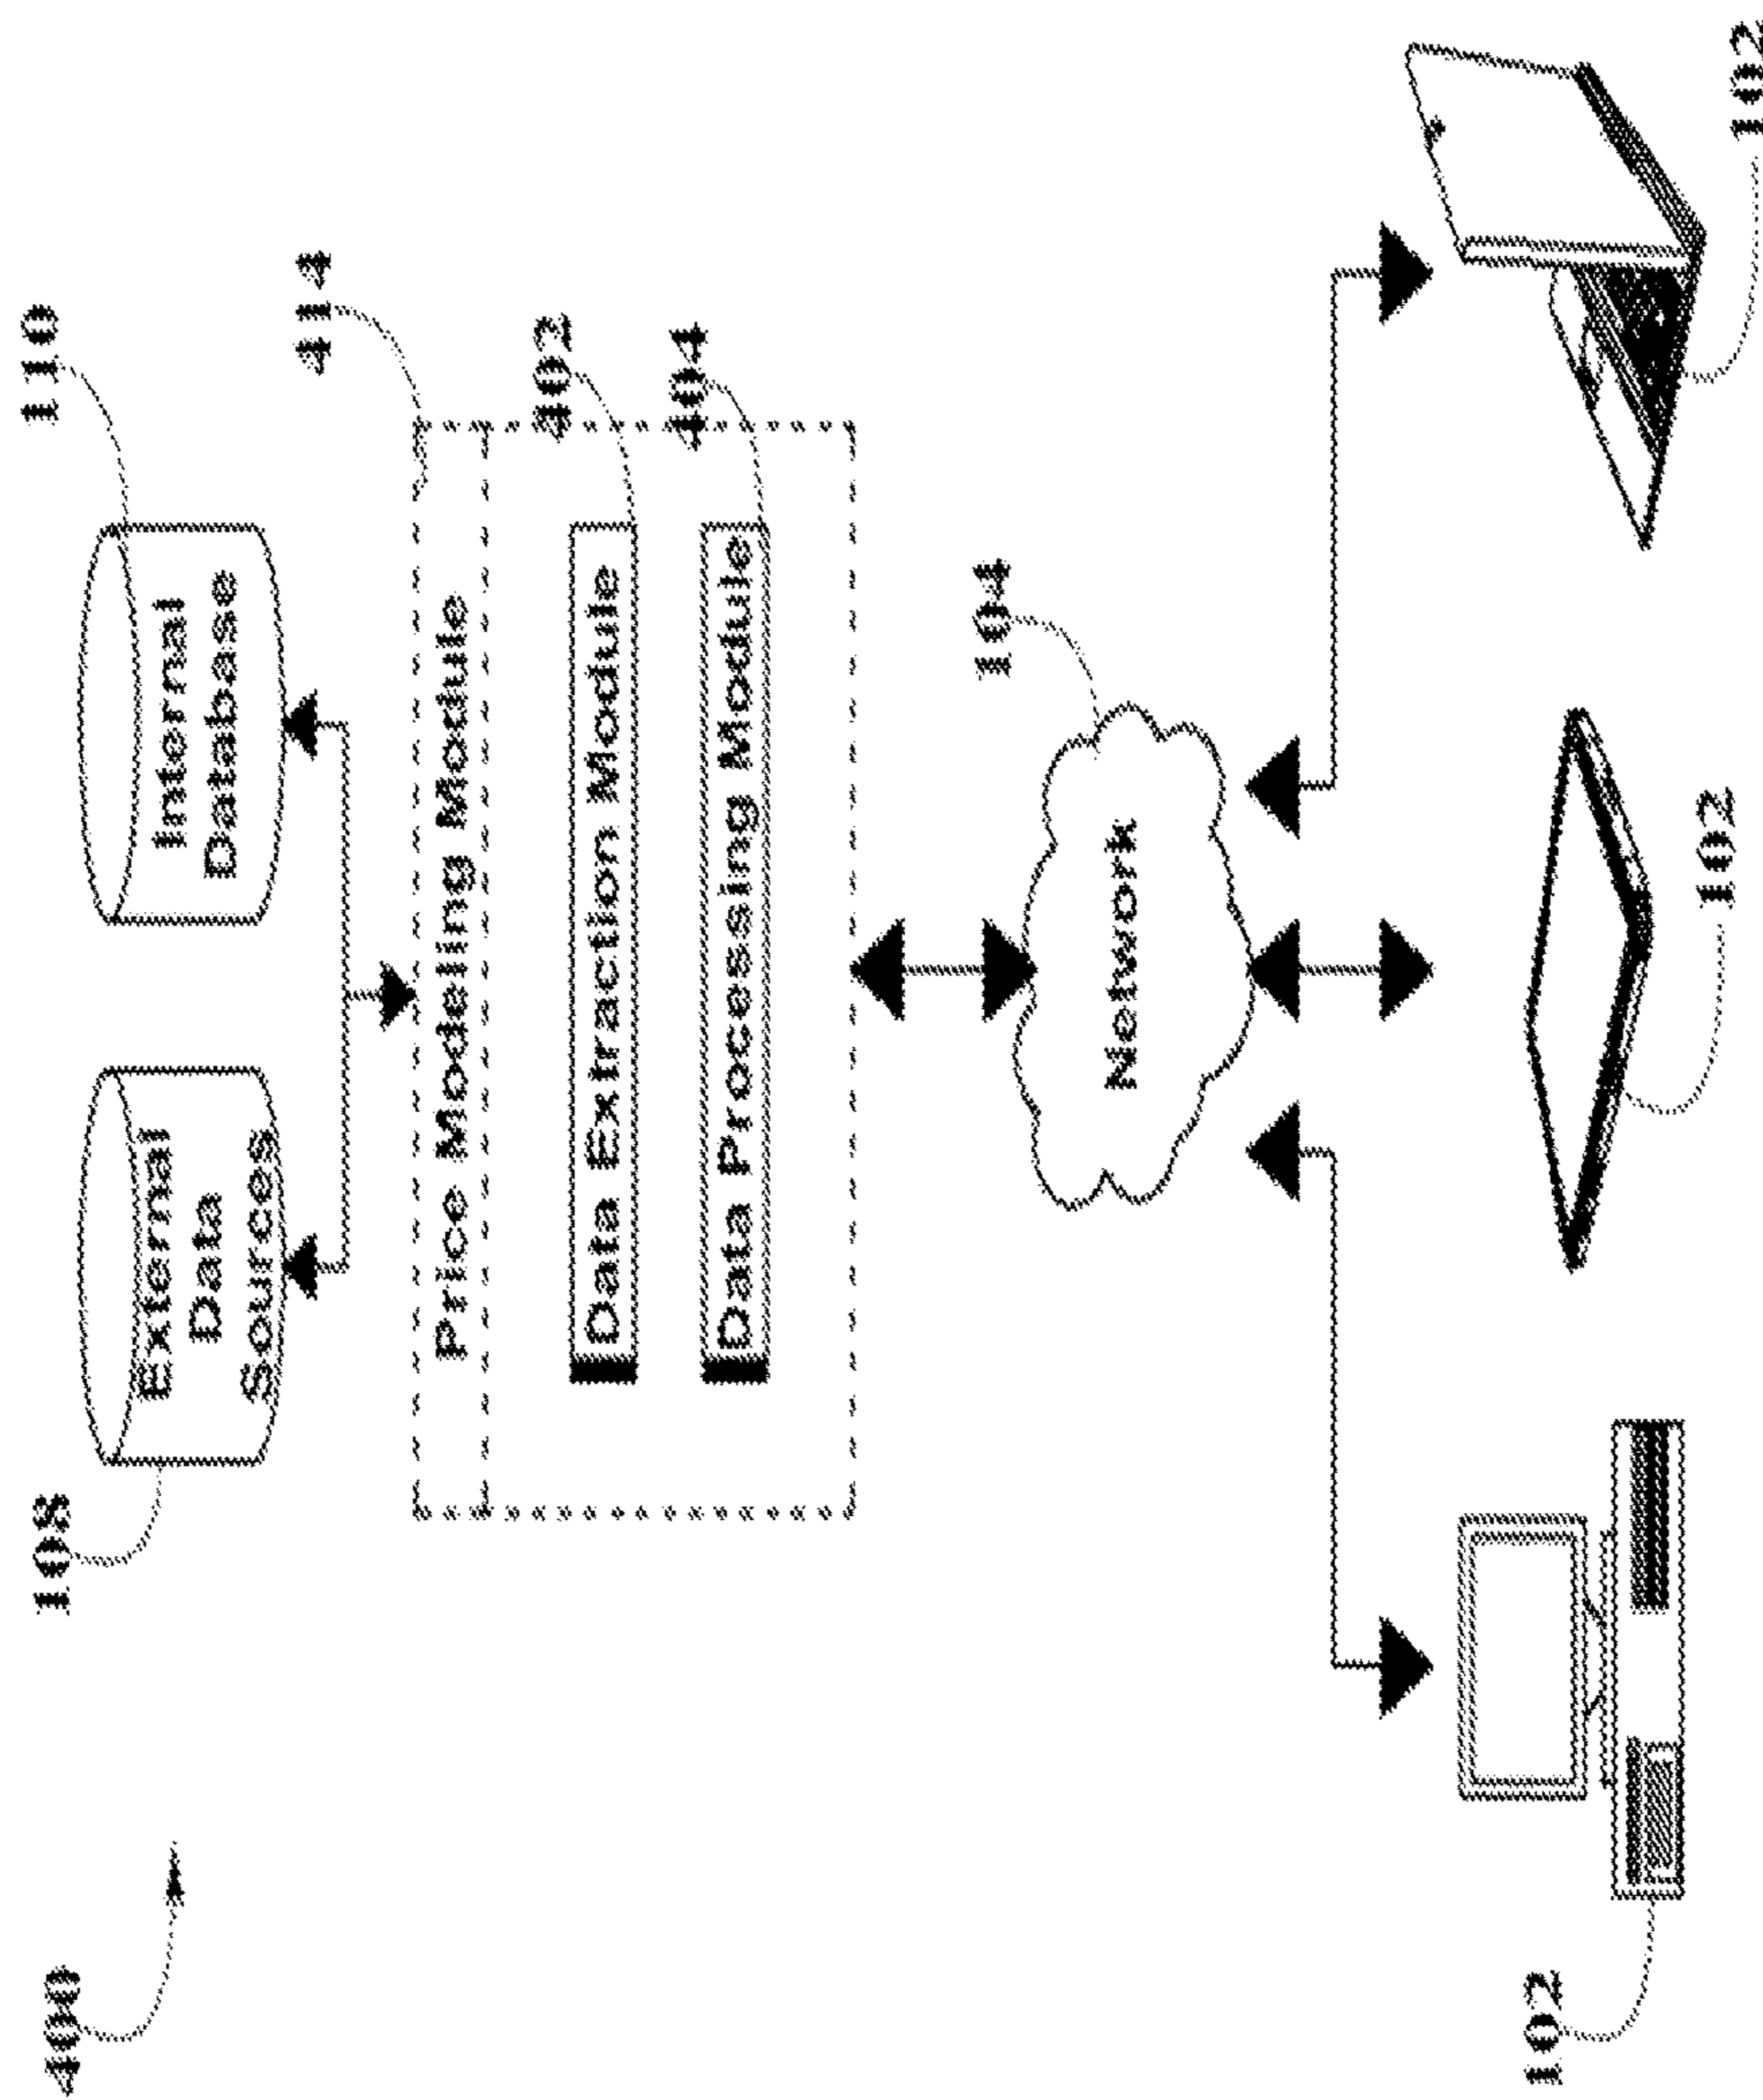 400
108
110
External
Data
Sources
Internal
Database
414
Price Modeling Module
402
Data Extraction Module
404
Data Processing Module
104
Network
102
102
102